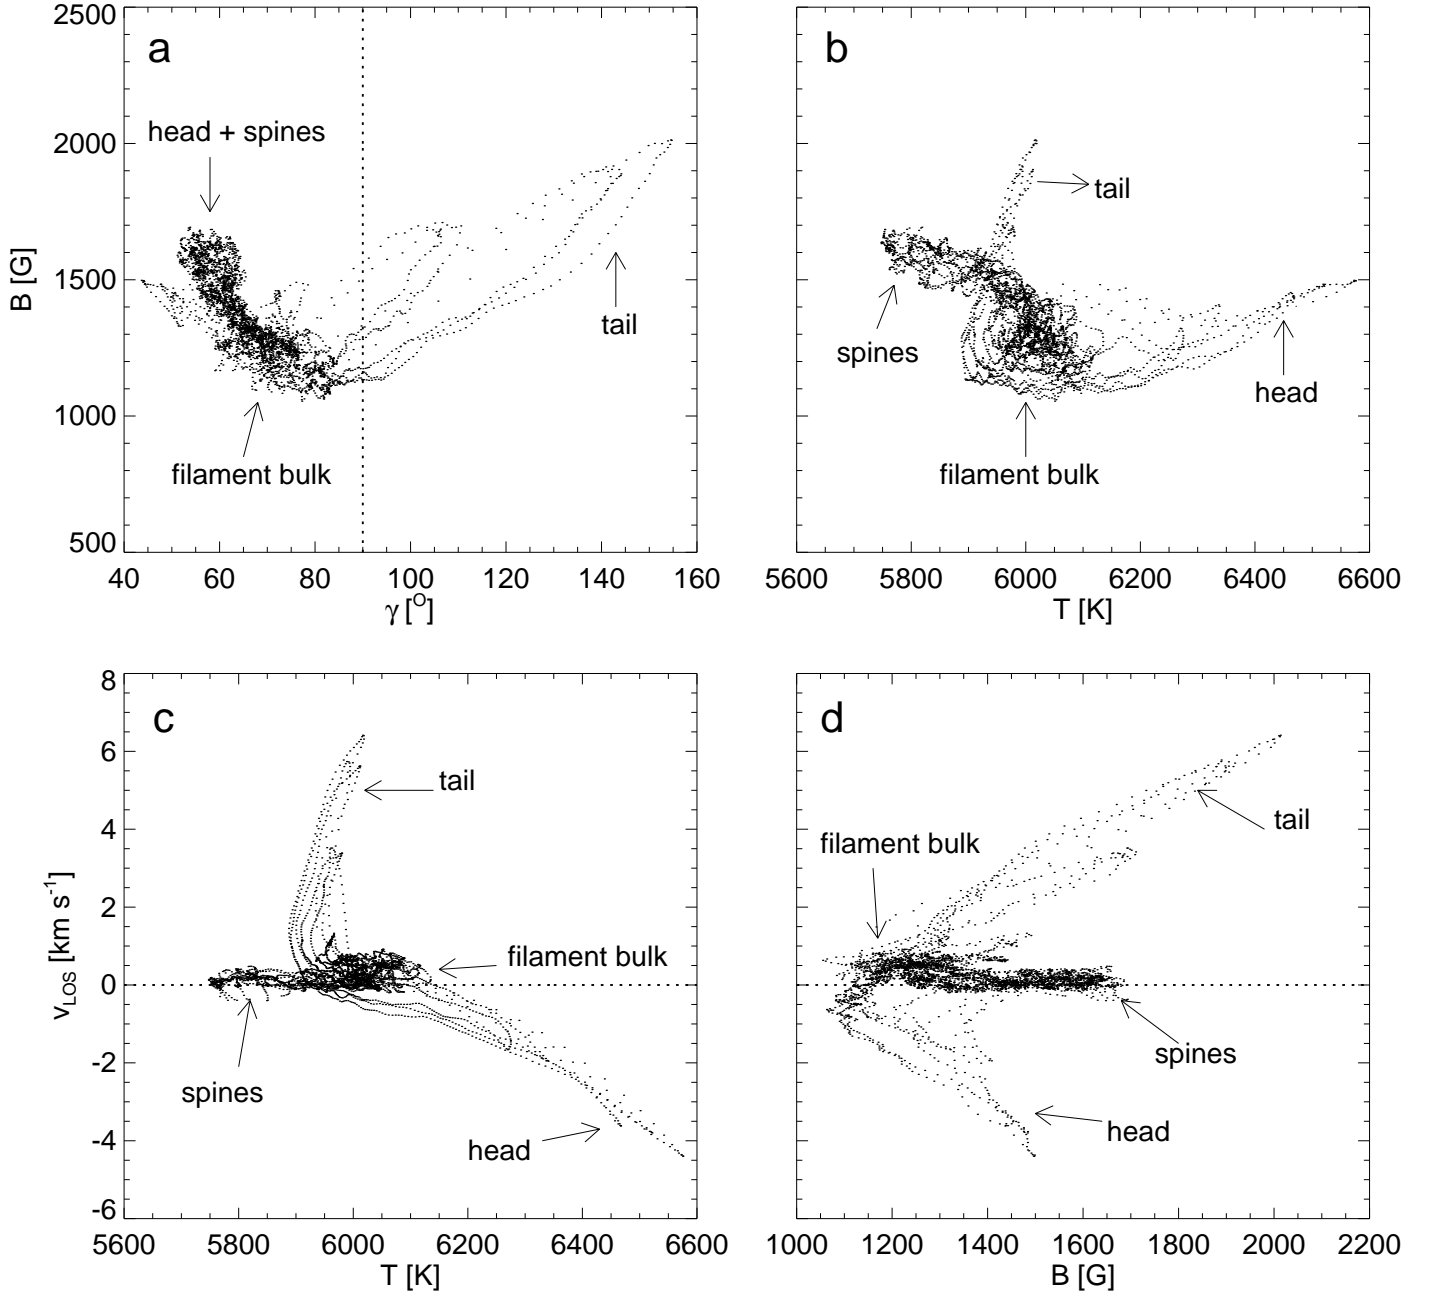 a
head + spines
tail
filament bulk
B [G]
2500
2000
1500
1000
500
40 60 80 100 120 140 160
γ [O]
b
tail
spines
head
filament bulk
5600 5800 6000 6200 6400 6600
T [K]
c
tail
filament bulk
spines
head
vLOS [km s-1]
8
6
4
2
0
-2
-4
-6
5600 5800 6000 6200 6400 6600
T [K]
d
filament bulk
tail
spines
head
1000 1200 1400 1600 1800 2000 2200
B [G]